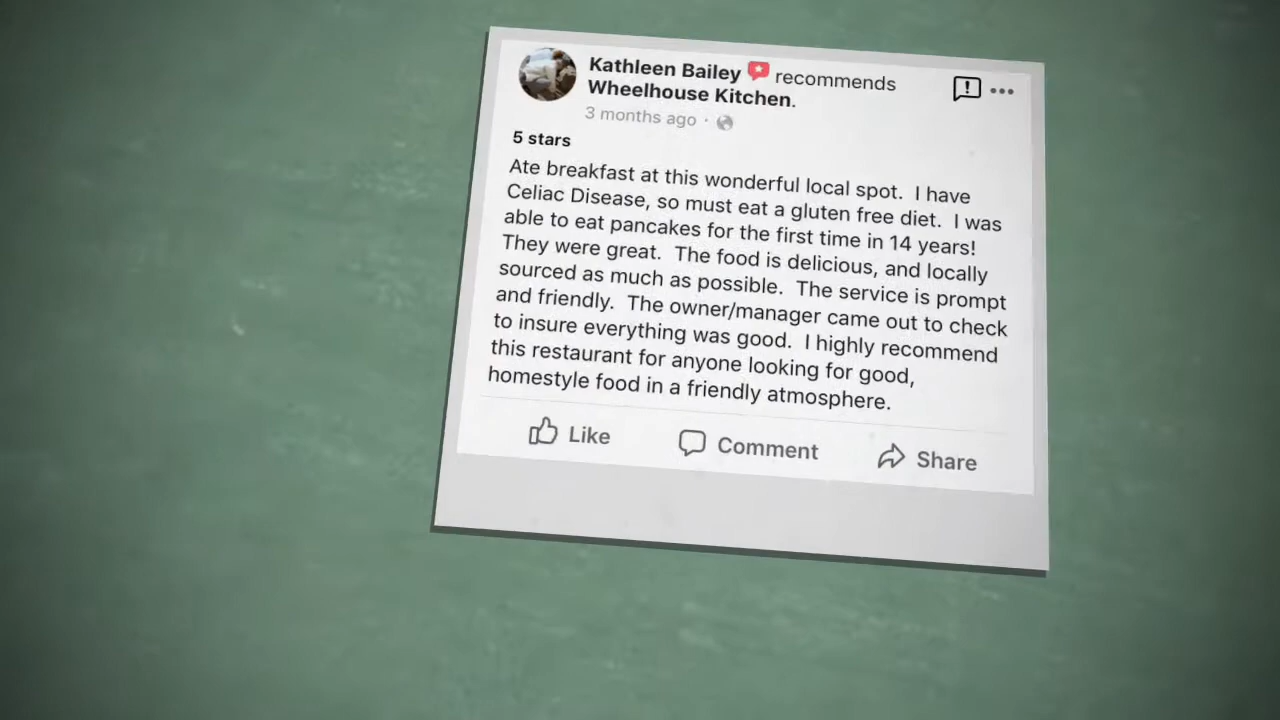 Kathleen Bailey recommends
Wheelhouse Kitchen.
3 months ago ·
5 stars
Ate breakfast at this wonderful local spot. I have
Celiac Disease, so must eat a gluten free diet. I was
able to eat pancakes for the first time in 14 years!
They were great. The food is delicious, and locally
sourced as much as possible. The service is prompt
and friendly. The owner/manager came out to check
to insure everything was good. I highly recommend
this restaurant for anyone looking for good,
homestyle food in a friendly atmosphere.
Like Comment Share